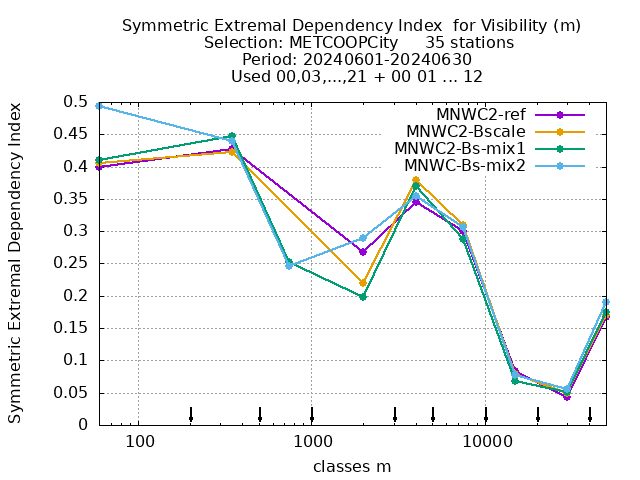 Symmetric Extremal Dependency Index  for Visibility (m)
Selection: METCOOPCity     35 stations
Period: 20240601-20240630
Used 00,03,...,21 + 00 01 ... 12
Symmetric Extremal Dependency Index
0.5
0.45
0.4
0.35
0.3
0.25
0.2
0.15
0.1
0.05
0
MNWC2-ref
MNWC2-Bscale
MNWC2-Bs-mix1
MNWC-Bs-mix2
100 1000 10000
classes m